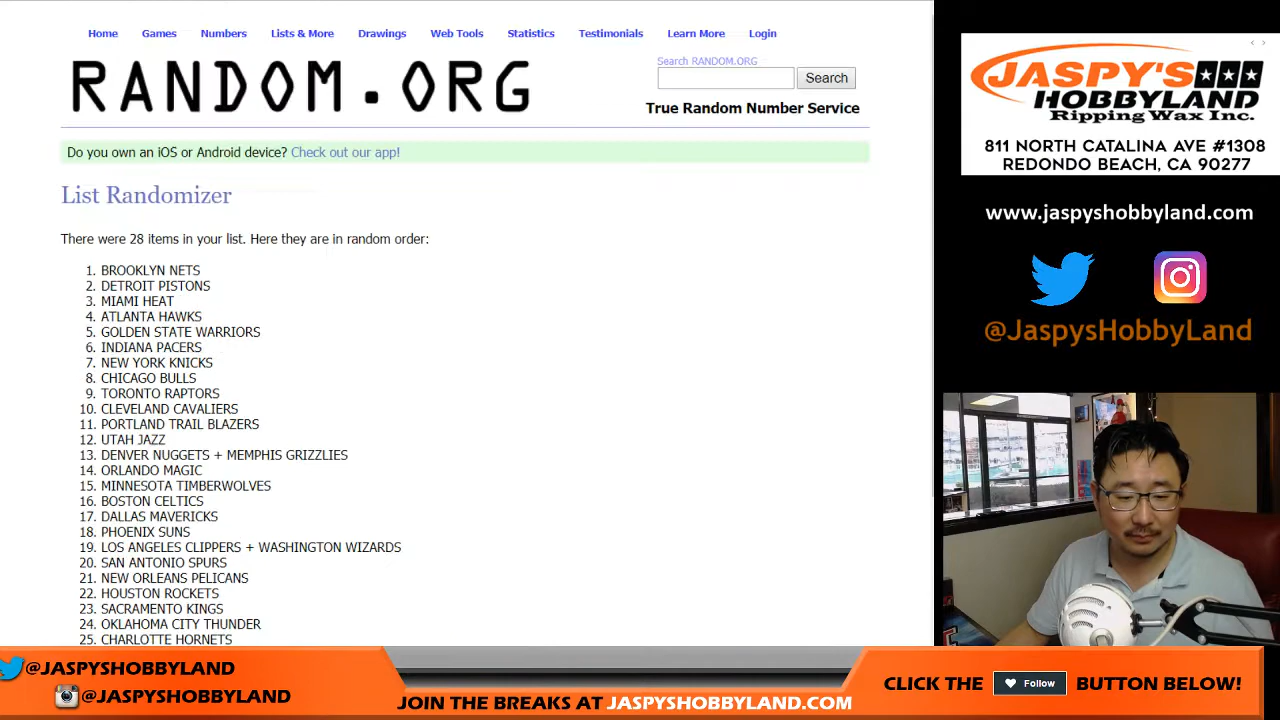 Home Games Numbers Lists & More Drawings Web Tools Statistics Testimonials Learn More Login
RANDOM.ORG
Search RANDOM.ORG
Search
True Random Number Service
Do you own an iOS or Android device? Check out our app!
List Randomizer
There were 28 items in your list. Here they are in random order:
1. BROOKLYN NETS
2. DETROIT PISTONS
3. MIAMI HEAT
4. ATLANTA HAWKS
5. GOLDEN STATE WARRIORS
6. INDIANA PACERS
7. NEW YORK KNICKS
8. CHICAGO BULLS
9. TORONTO RAPTORS
10. CLEVELAND CAVALIERS
11. PORTLAND TRAIL BLAZERS
12. UTAH JAZZ
13. DENVER NUGGETS + MEMPHIS GRIZZLIES
14. ORLANDO MAGIC
15. MINNESOTA TIMBERWOLVES
16. BOSTON CELTICS
17. DALLAS MAVERICKS
18. PHOENIX SUNS
19. LOS ANGELES CLIPPERS + WASHINGTON WIZARDS
20. SAN ANTONIO SPURS
21. NEW ORLEANS PELICANS
22. HOUSTON ROCKETS
23. SACRAMENTO KINGS
24. OKLAHOMA CITY THUNDER
25. CHARLOTTE HORNETS
JASPY'S
HOBBYLAND
Ripping Wax Inc.
811 NORTH CATALINA AVE #1308
REDONDO BEACH, CA 90277
www.jaspyshobbyland.com
@JaspysHobbyLand
@JASPYSHOBBYLAND
@JASPYSHOBBYLAND
JOIN THE BREAKS AT JASPYSHOBBYLAND.COM
CLICK THE Follow BUTTON BELOW!